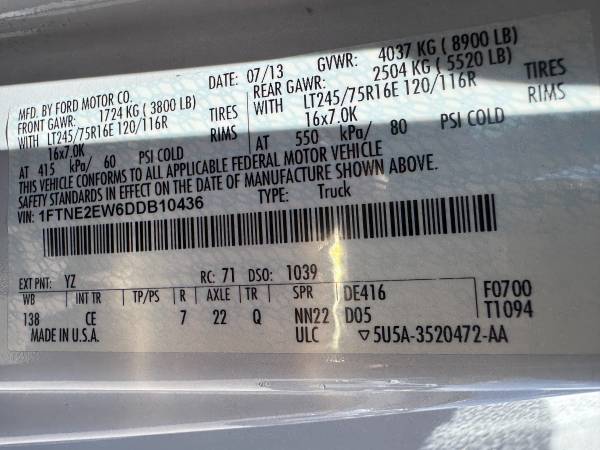 MFD. BY FORD MOTOR CO.
DATE: 07/13 GVWR: 4037 KG ( 8900 LB)
FRONT GAWR: 1724 KG ( 3800 LB) REAR GAWR: 2504 KG ( 5520 LB)
WITH LT245/75R16E 120/116R TIRES WITH LT245/75R16E 120/116R TIRES
16x7.0K RIMS 16x7.0K RIMS
AT 415 kPa/ 60 PSI COLD AT 550 kPa/ 80 PSI COLD
THIS VEHICLE CONFORMS TO ALL APPLICABLE FEDERAL MOTOR VEHICLE
SAFETY STANDARDS IN EFFECT ON THE DATE OF MANUFACTURE SHOWN ABOVE.
VIN: 1FTNE2EW6DDB10436 TYPE: Truck
EXT PNT: YZ RC: 71 DSO: 1039
WB INT TR TP/PS R AXLE TR SPR DE416 F0700
138 CE 7 22 Q NN22 D05 T1094
MADE IN U.S.A. ULC ▽5U5A-3520472-AA